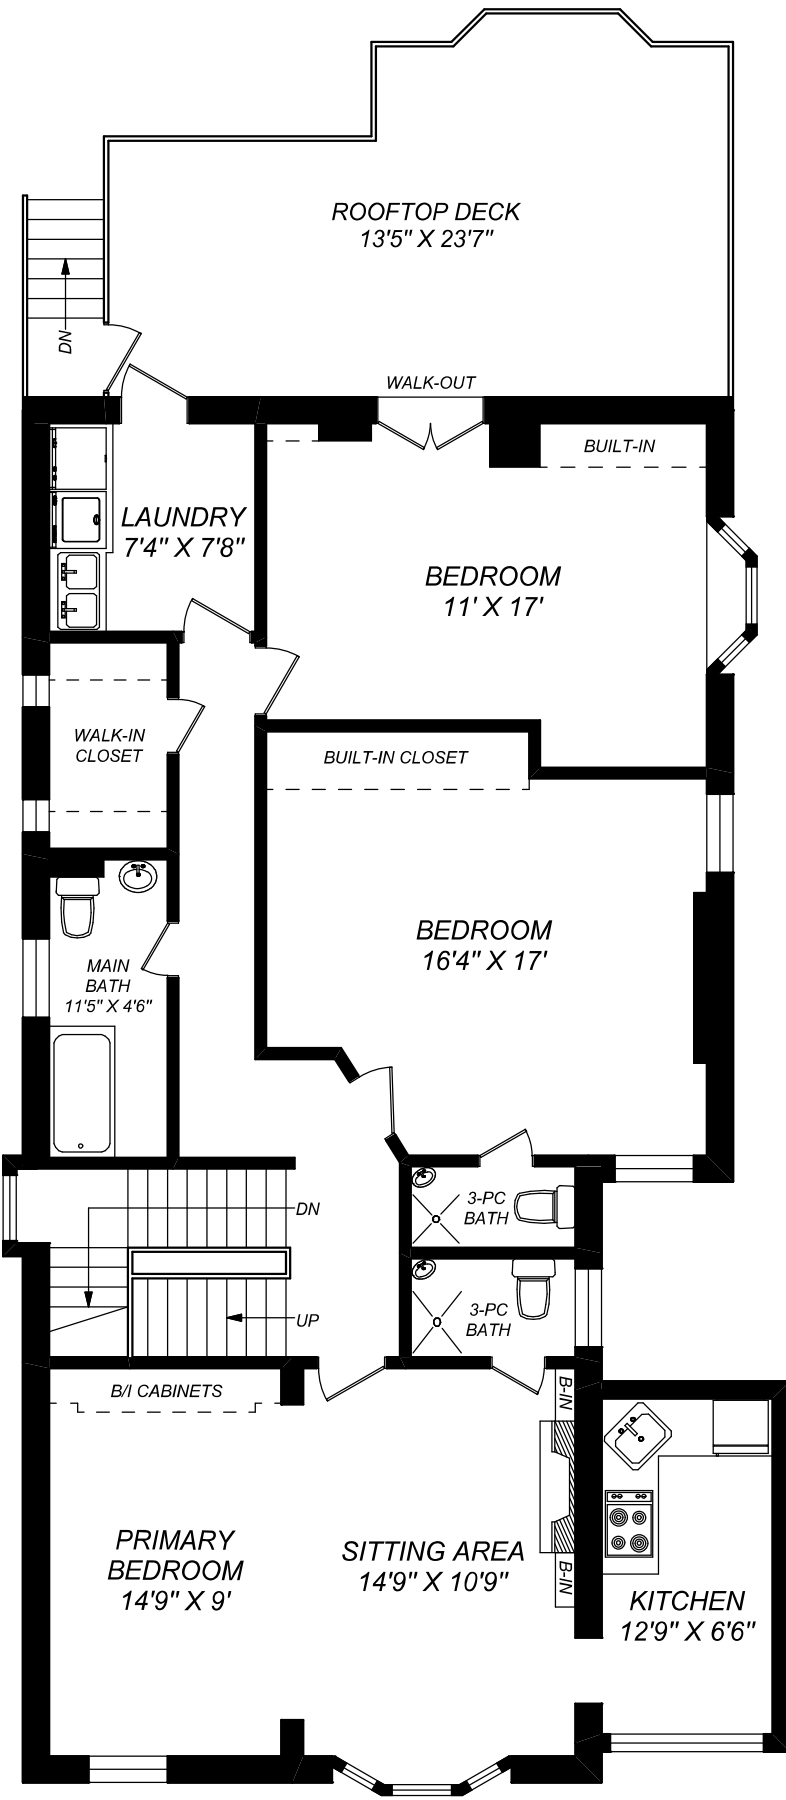 ROOFTOP DECK
13'5" X 23'7"
DN
WALK-OUT
BUILT-IN
LAUNDRY
7'4" X 7'8"
BEDROOM
11' X 17'
WALK-IN
CLOSET
BUILT-IN CLOSET
BEDROOM
16'4" X 17'
MAIN
BATH
11'5" X 4'6"
3-PC
BATH
DN
3-PC
BATH
UP
B/I CABINETS
B-IN
PRIMARY
BEDROOM
14'9" X 9'
SITTING AREA
14'9" X 10'9"
B-IN
KITCHEN
12'9" X 6'6"